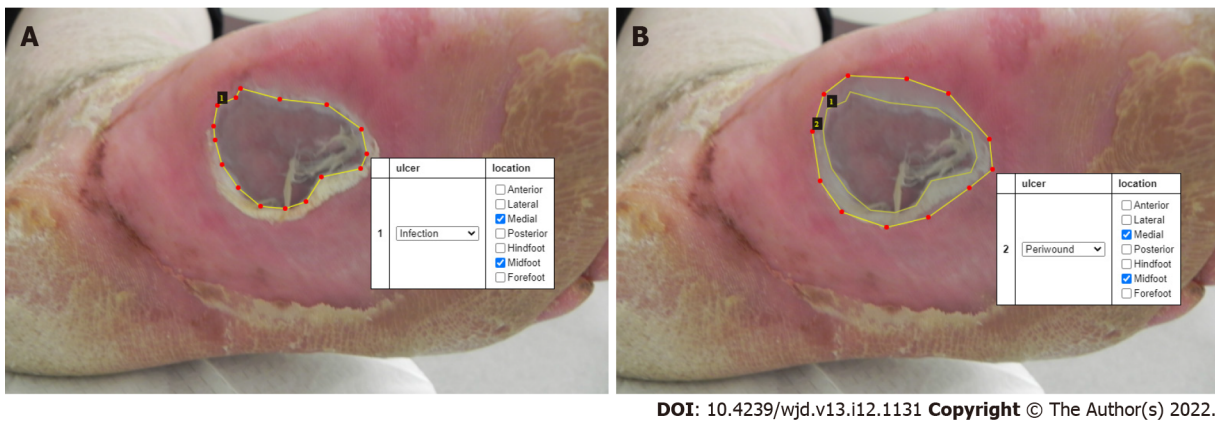 A
1
ulcer location
1 Infection
Anterior
Lateral
Medial
Posterior
Hindfoot
Midfoot
Forefoot
B
1
2
ulcer location
2 Periwound
Anterior
Lateral
Medial
Posterior
Hindfoot
Midfoot
Forefoot
DOI: 10.4239/wjd.v13.i12.1131 Copyright © The Author(s) 2022.